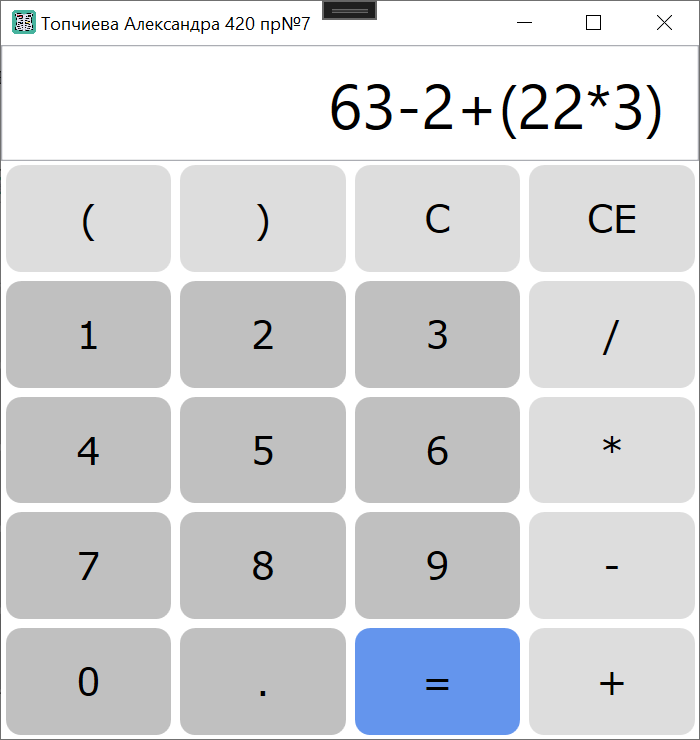 Топчиева Александра 420 пр№7
63-2+(22*3)
( ) C CE
1 2 3 /
4 5 6 *
7 8 9 -
0 . = +